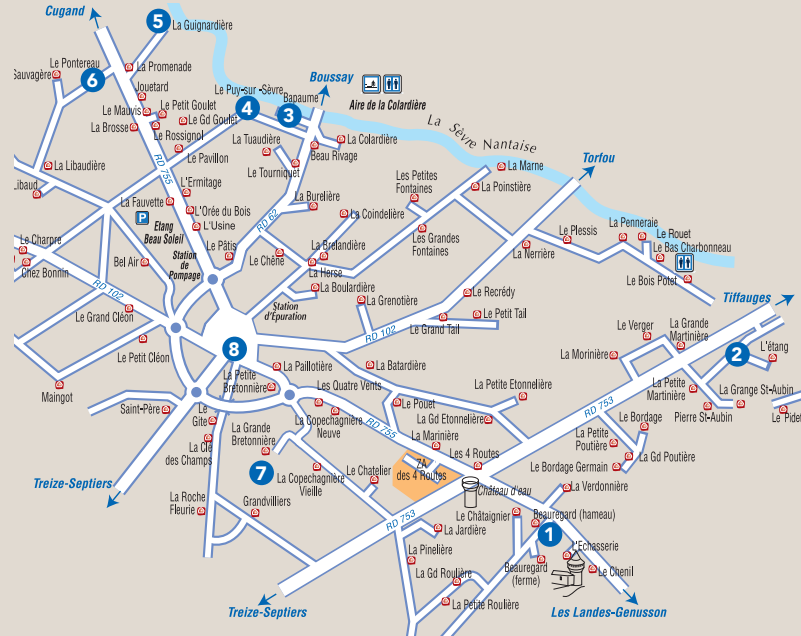 Cugand
5
La Guignardière
Le Pontereau
Sauvagère
6
La Promenade
Jouetard
Le Mauvis
Le Petit Goulet
La Brosse
Le Gd Goulet
Le Rossignol
Le Pavillon
Le Puy-sur-Sèvre
4
Bapaume
3
Boussay
Aire de la Colardière
La Sèvre Nantaise
La Tuaudière
La Colardière
Beau Rivage
Le Tourniquet
La Libaudière
Libaud
RD 755
L'Ermitage
La Fauvette
P
L'Orée du Bois
L'Usine
Etang
Beau Soleil
Le Pâtis
Station
de
Pompage
Bel Air
RD 62
La Burelière
La Coindelière
Le Chêne
La Brelandière
La Herse
La Boulardière
Station
d'Épuration
Les Petites
Fontaines
Les Grandes
Fontaines
La Marne
La Poinstière
Torfou
La Nerrière
Le Plessis
La Penneraie
Le Rouet
Le Bas Charbonneau
Le Bois Potet
Tiffauges
Le Charpre
Chez Bonnin
RD 102
Le Grand Cléon
Le Petit Cléon
Maingot
La Grenotière
Le Recrédy
Le Petit Tail
Le Grand Tail
RD 102
8
La Paillotière
La Petite
Bretonnière
Les Quatre Vents
La Batardière
Le Pouet
La Petite Etonnelière
Le Gd Etonnelière
La Morinière
Le Verger
La Grande
Martinière
2
L'étang
La Petite
Martinière
La Grange St-Aubin
Pierre St-Aubin
Le Pidet
RD 753
Le Bordage
La Petite
Poutière
La Gd Poutière
Le Bordage Germain
Saint-Père
Le
Gite
La Clé
des Champs
La Grande
Bretonnière
La Copechagnière
Neuve
RD 755
La Marinière
Les 4 Routes
ZA
des 4 Routes
Château d'eau
7
La Copechagnière
Vieille
Le Chatelier
Treize-Septiers
La Roche
Fleurie
Grandvilliers
RD 753
La Verdonnière
Le Châtaignier
Beauregard (hameau)
1
L'Echasserie
Beauregard
(ferme)
Le Chenil
La Jardière
La Pinelière
La Gd Roulière
La Petite Roulière
Treize-Septiers
Les Landes-Genusson